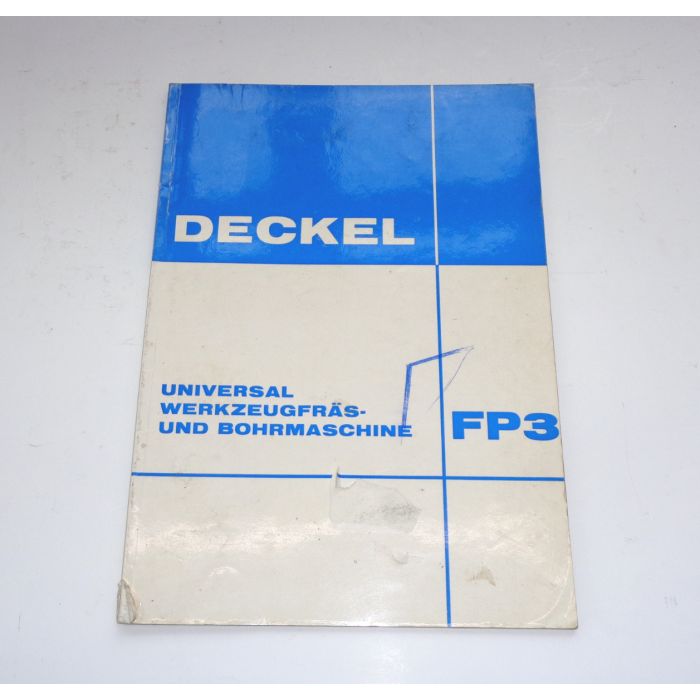 DECKEL
UNIVERSAL
WERKZEUGFRÄS-
UND BOHRMASCHINE
FP3